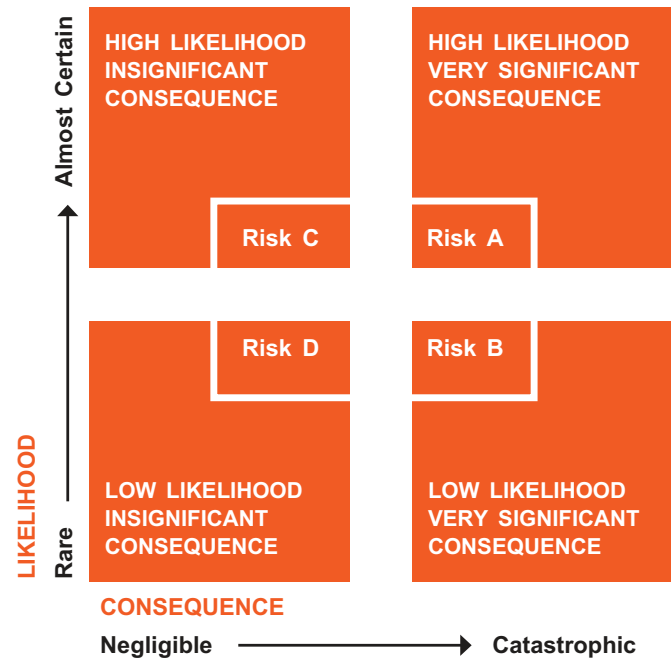 HIGH LIKELIHOOD
INSIGNIFICANT
CONSEQUENCE
HIGH LIKELIHOOD
VERY SIGNIFICANT
CONSEQUENCE
Risk C
Risk A
Risk D
Risk B
LOW LIKELIHOOD
INSIGNIFICANT
CONSEQUENCE
LOW LIKELIHOOD
VERY SIGNIFICANT
CONSEQUENCE
LIKELIHOOD
Rare
Almost Certain
CONSEQUENCE
Negligible
Catastrophic